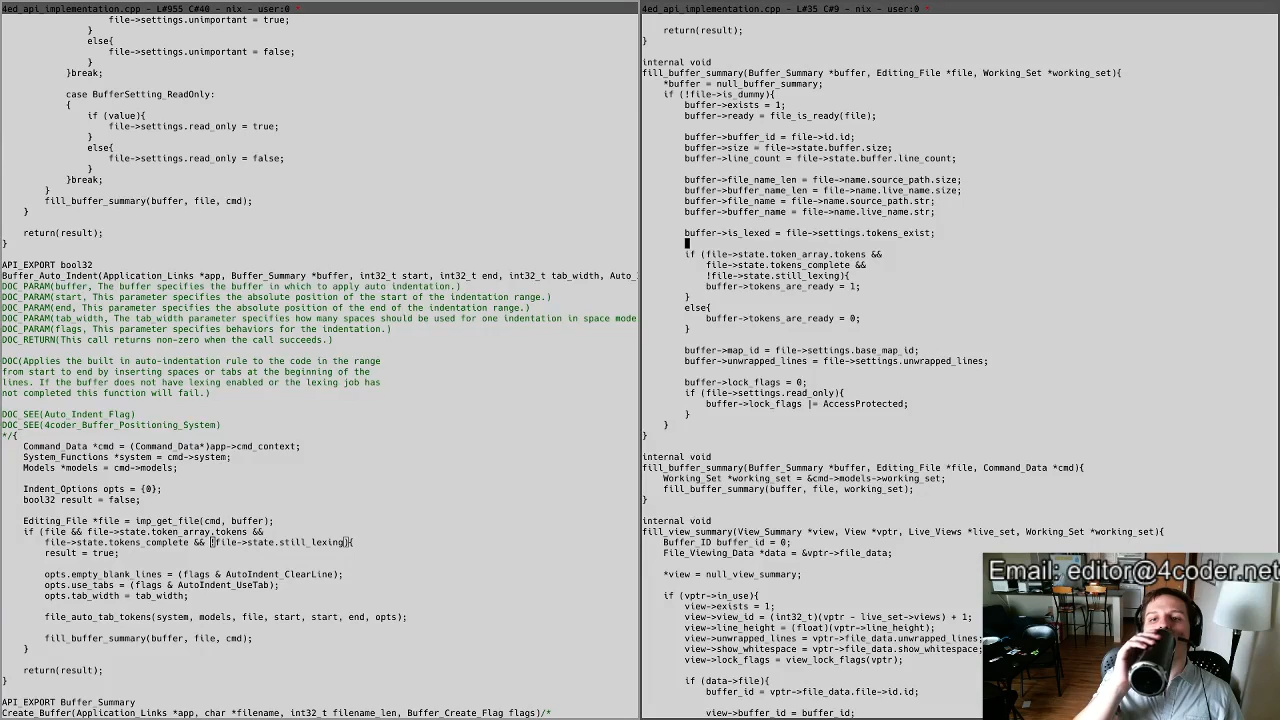 4ed_api_implementation.cpp - L#955 C#40 - nix - user:0 *
file->settings.unimportant = true;
}
else{
file->settings.unimportant = false;
}
}break;
case BufferSetting_ReadOnly:
{
if (value){
file->settings.read_only = true;
}
else{
file->settings.read_only = false;
}
}break;
}
fill_buffer_summary(buffer, file, cmd);
}
return(result);
}
API_EXPORT bool32
Buffer_Auto_Indent(Application_Links *app, Buffer_Summary *buffer, int32_t start, int32_t end, int32_t tab_width, Auto_I
DOC_PARAM(buffer, The buffer specifies the buffer in which to apply auto indentation.)
DOC_PARAM(start, This parameter specifies the absolute position of the start of the indentation range.)
DOC_PARAM(end, This parameter specifies the absolute position of the end of the indentation range.)
DOC_PARAM(tab_width, The tab_width parameter specifies how many spaces should be used for one indentation in space mode.
DOC_PARAM(flags, This parameter specifies behaviors for the indentation.)
DOC_RETURN(This call returns non-zero when the call succeeds.)
DOC(Applies the built in auto-indentation rule to the code in the range
from start to end by inserting spaces or tabs at the beginning of the
lines. If the buffer does not have lexing enabled or the lexing job has
not completed this function will fail.)
DOC_SEE(Auto_Indent_Flag)
DOC_SEE(4coder_Buffer_Positioning_System)
*/{
Command_Data *cmd = (Command_Data*)app->cmd_context;
System_Functions *system = cmd->system;
Models *models = cmd->models;
Indent_Options opts = {0};
bool32 result = false;
Editing_File *file = imp_get_file(cmd, buffer);
if (file && file->state.token_array.tokens &&
file->state.tokens_complete && !file->state.still_lexing){
result = true;
opts.empty_blank_lines = (flags & AutoIndent_ClearLine);
opts.use_tabs = (flags & AutoIndent_UseTab);
opts.tab_width = tab_width;
file_auto_tab_tokens(system, models, file, start, start, end, opts);
fill_buffer_summary(buffer, file, cmd);
}
return(result);
}
API_EXPORT Buffer_Summary
Create_Buffer(Application_Links *app, char *filename, int32_t filename_len, Buffer_Create_Flag flags)/*
4ed_api_implementation.cpp - L#35 C#9 - nix - user:0 *
return(result);
}
internal void
fill_buffer_summary(Buffer_Summary *buffer, Editing_File *file, Working_Set *working_set){
*buffer = null_buffer_summary;
if (!file->is_dummy){
buffer->exists = 1;
buffer->ready = file_is_ready(file);
buffer->buffer_id = file->id.id;
buffer->size = file->state.buffer.size;
buffer->line_count = file->state.buffer.line_count;
buffer->file_name_len = file->name.source_path.size;
buffer->buffer_name_len = file->name.live_name.size;
buffer->file_name = file->name.source_path.str;
buffer->buffer_name = file->name.live_name.str;
buffer->is_lexed = file->settings.tokens_exist;
if (file->state.token_array.tokens &&
file->state.tokens_complete &&
!file->state.still_lexing){
buffer->tokens_are_ready = 1;
}
else{
buffer->tokens_are_ready = 0;
}
buffer->map_id = file->settings.base_map_id;
buffer->unwrapped_lines = file->settings.unwrapped_lines;
buffer->lock_flags = 0;
if (file->settings.read_only){
buffer->lock_flags |= AccessProtected;
}
}
}
internal void
fill_buffer_summary(Buffer_Summary *buffer, Editing_File *file, Command_Data *cmd){
Working_Set *working_set = &cmd->models->working_set;
fill_buffer_summary(buffer, file, working_set);
}
internal void
fill_view_summary(View_Summary *view, View *vptr, Live_Views *live_set, Working_Set *working_set){
Buffer_ID buffer_id = 0;
File_Viewing_Data *data = &vptr->file_data;
*view = null_view_summary;
if (vptr->in_use){
view->exists = 1;
view->view_id = (int32_t)(vptr - live_set->views) + 1;
view->line_height = (float)(vptr->line_height);
view->unwrapped_lines = vptr->file_data.unwrapped_lines;
view->show_whitespace = vptr->file_data.show_whitespace;
view->lock_flags = view_lock_flags(vptr);
if (data->file){
buffer_id = vptr->file_data.file->id.id;
view->buffer_id = buffer_id;
Email: editor@4coder.net